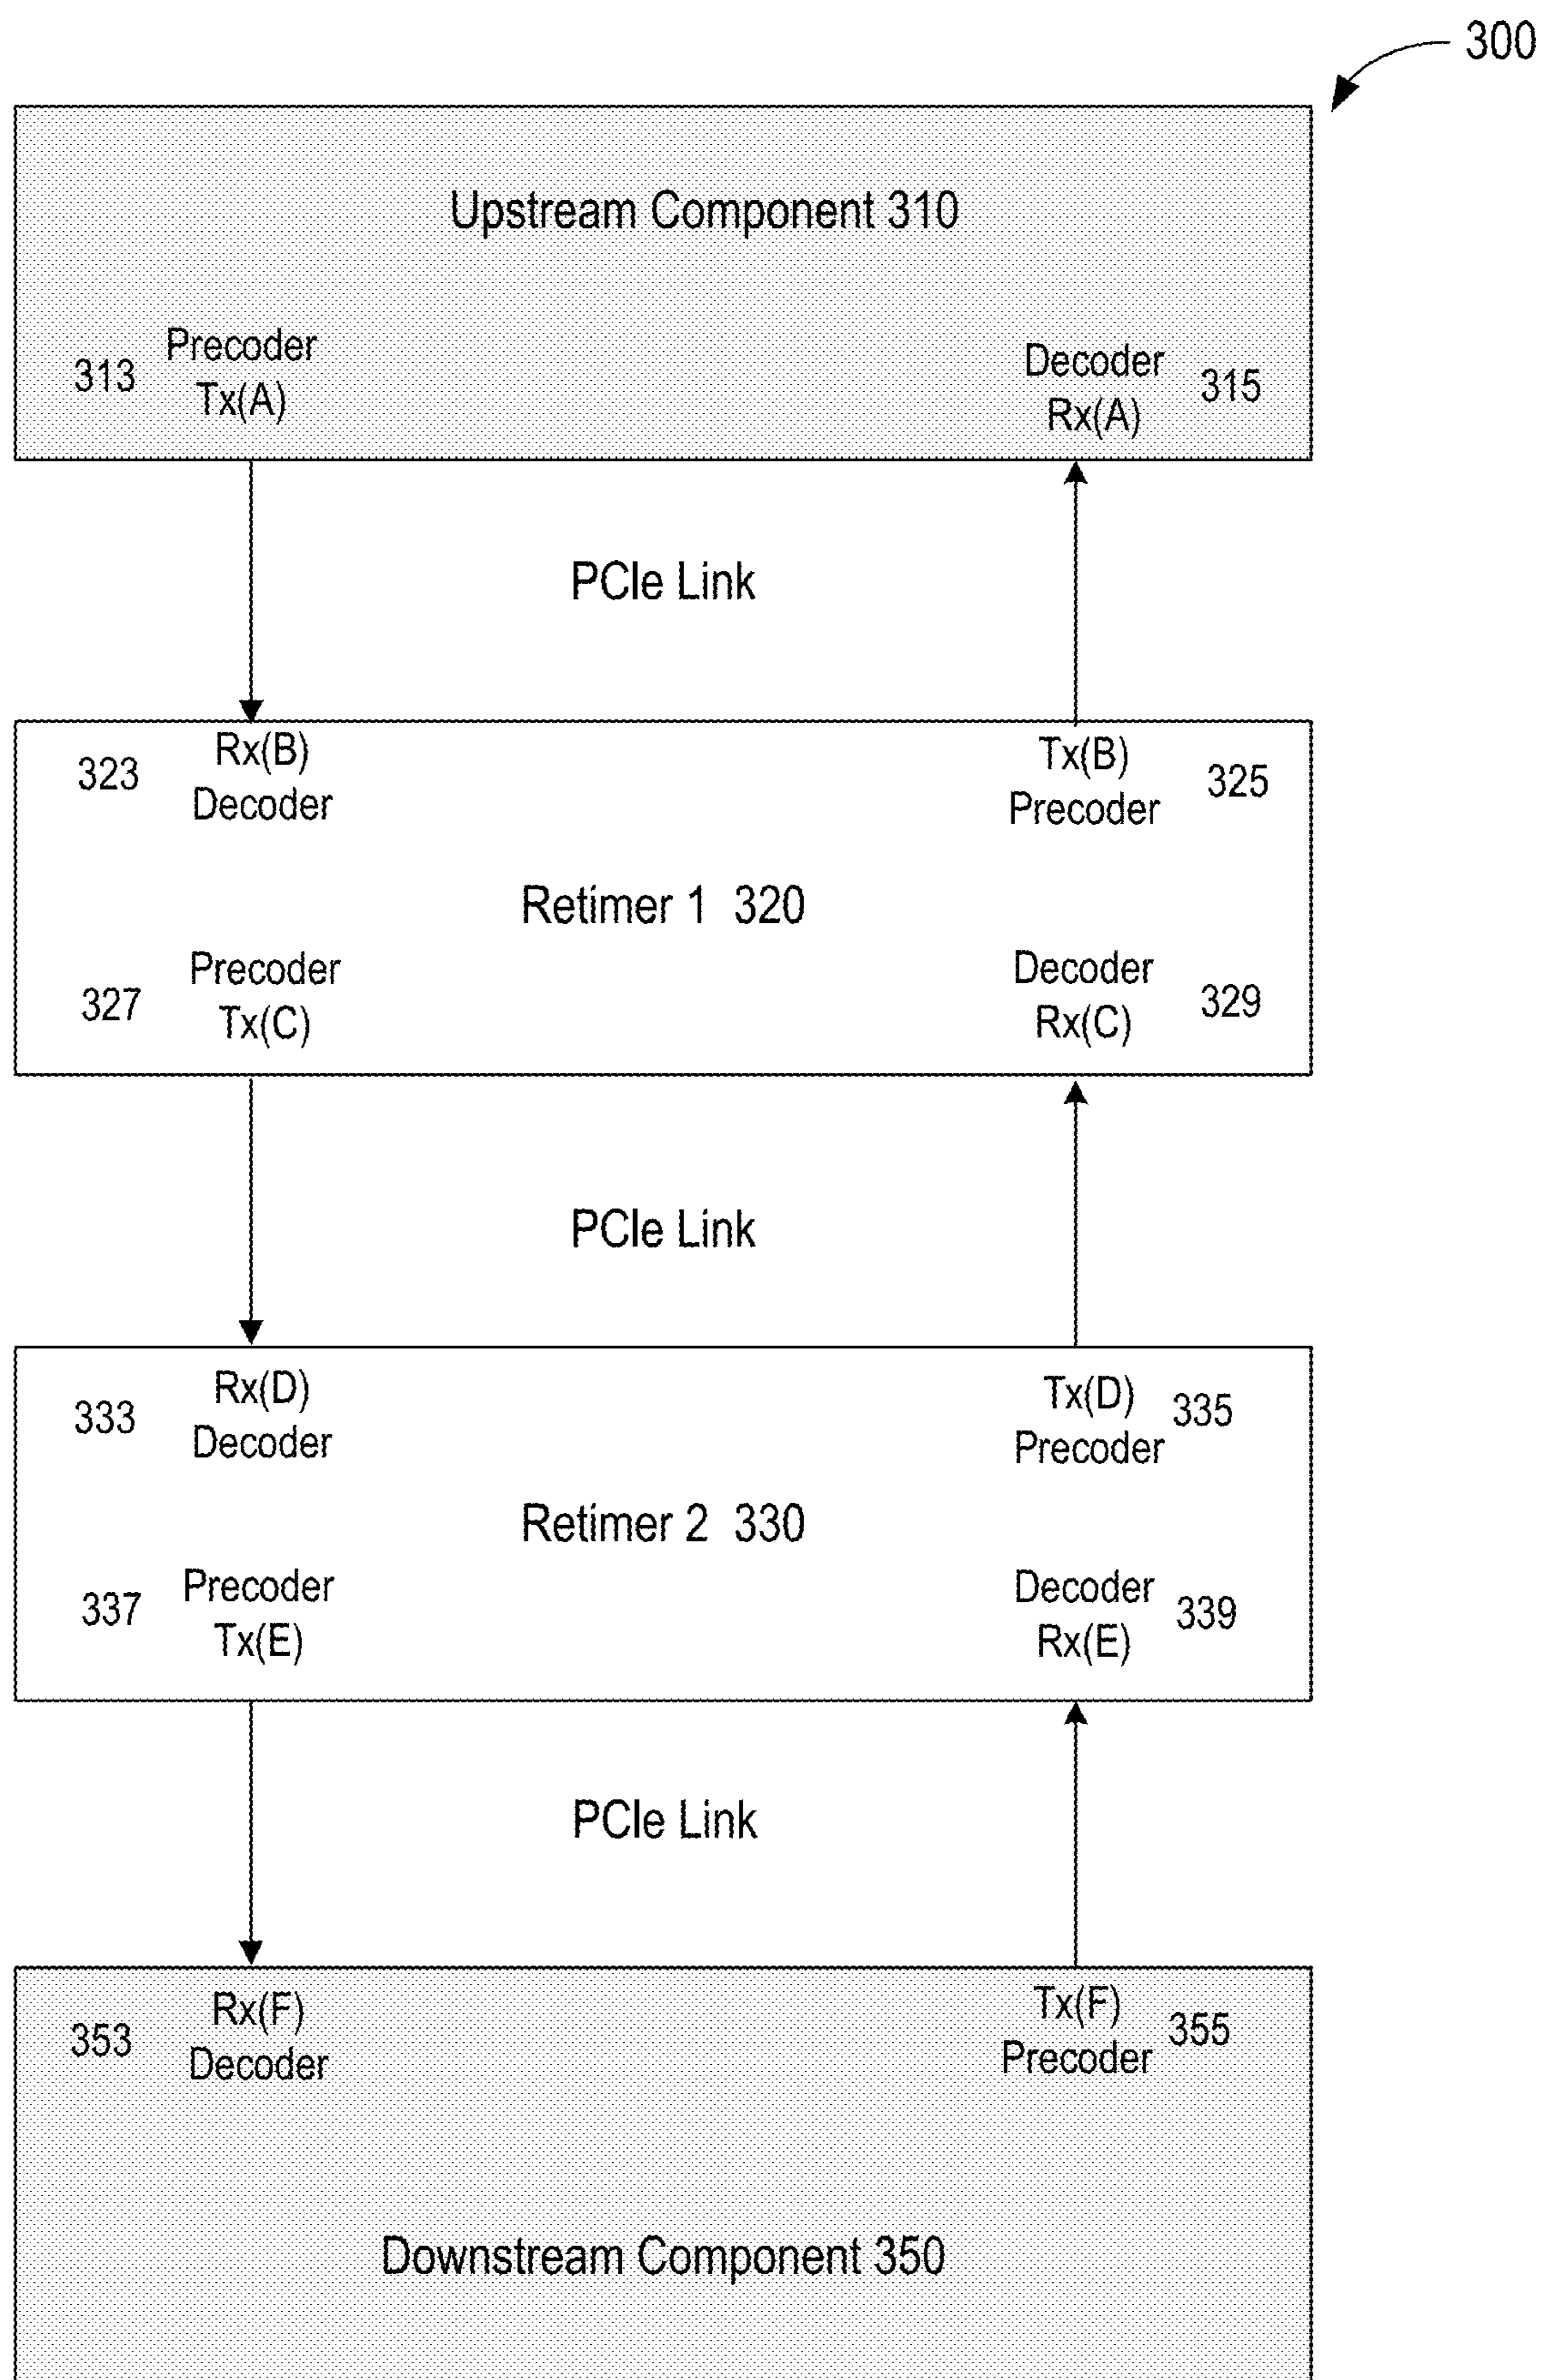 300
Upstream Component 310
313
Precoder
Tx(A)
Decoder
Rx(A)
315
PCIe Link
323
Rx(B)
Decoder
Tx(B)
Precoder
325
Retimer 1 320
327
Precoder
Tx(C)
Decoder
Rx(C)
329
PCIe Link
333
Rx(D)
Decoder
Tx(D)
Precoder
335
Retimer 2 330
337
Precoder
Tx(E)
Decoder
Rx(E)
339
PCIe Link
353
Rx(F)
Decoder
Tx(F)
Precoder
355
Downstream Component 350